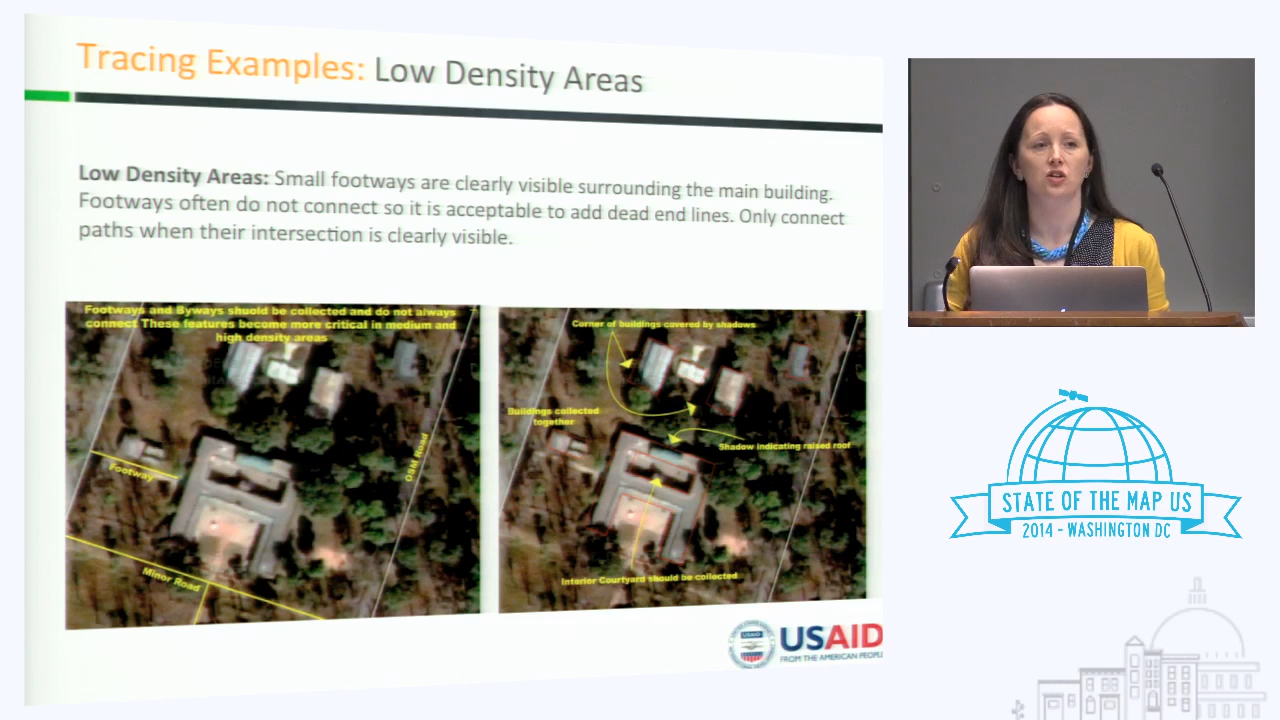 Tracing Examples: Low Density Areas
Low Density Areas: Small footways are clearly visible surrounding the main building.
Footways often do not connect so it is acceptable to add dead end lines. Only connect
paths when their intersection is clearly visible.
Footways and Byways shuold be collected and do not always
connect These features become more critical in medium and
high density areas
Footway
OSM Road
Minor Road
Corner of buildings covered by shadows
Buildings collected
together
Shadow indicating raised roof
Interior Courtyard should be collected
USAID
FROM THE AMERICAN PEOPL
STATE OF THE MAP US
2014 - WASHINGTON DC